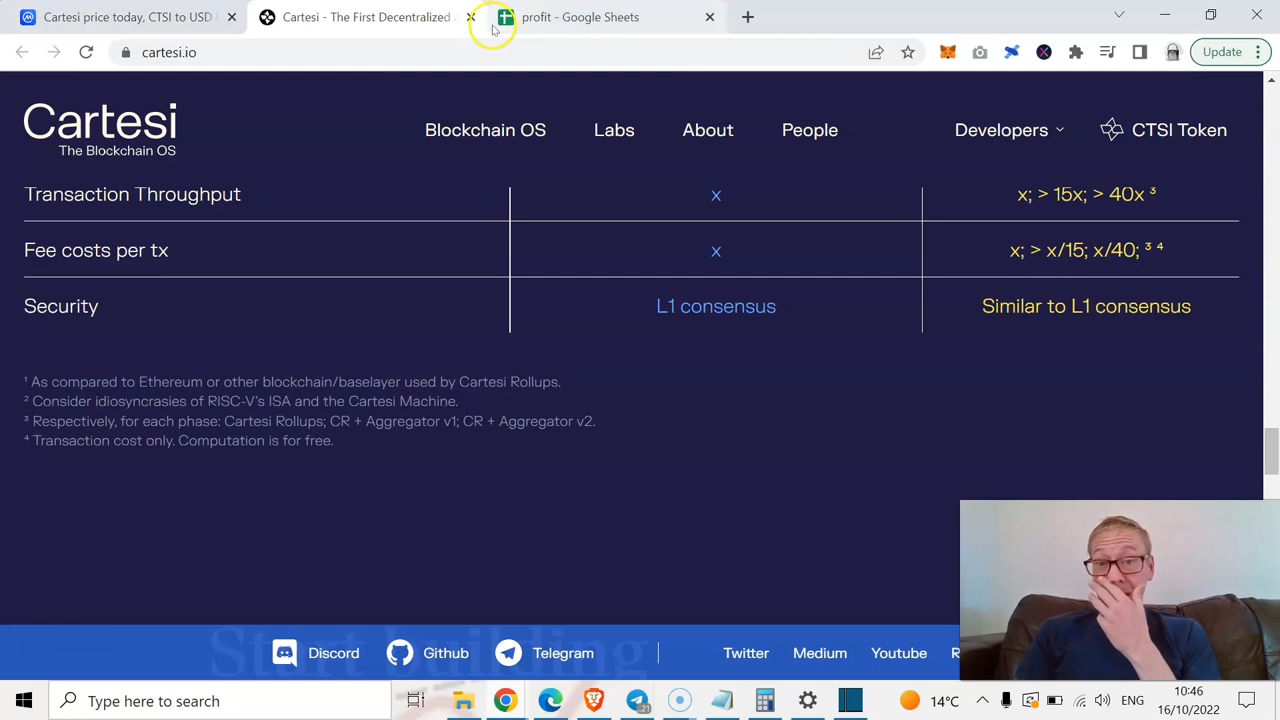 Cartesi price today, CTSI to USD
Cartesi - The First Decentralized
profit - Google Sheets
cartesi.io
Update
Cartesi
The Blockchain OS
Blockchain OS
Labs
About
People
Developers
CTSI Token
Transaction Throughput
x
x; > 15x; > 40x ³
Fee costs per tx
x
x; > x/15; x/40; ³ ⁴
Security
L1 consensus
Similar to L1 consensus
¹ As compared to Ethereum or other blockchain/baselayer used by Cartesi Rollups.
² Consider idiosyncrasies of RISC-V's ISA and the Cartesi Machine.
³ Respectively, for each phase: Cartesi Rollups; CR + Aggregator v1; CR + Aggregator v2.
⁴ Transaction cost only. Computation is for free.
Start building
Discord
Github
Telegram
Twitter
Medium
Youtube
Type here to search
21
14°C
ENG
10:46
16/10/2022